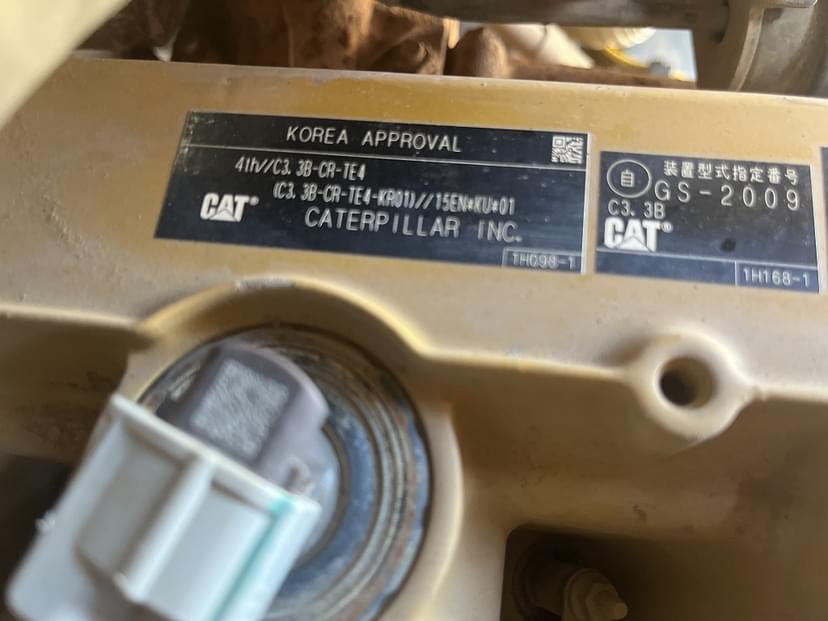 KOREA APPROVAL
4th//C3.3B-CR-TE4
(C3.3B-CR-TE4-KR01)//15EN*KU*01
CAT®
CATERPILLAR INC.
1H098-1
装置型式指定番号
自 GS-2009
C3.3B
CAT®
1H168-1